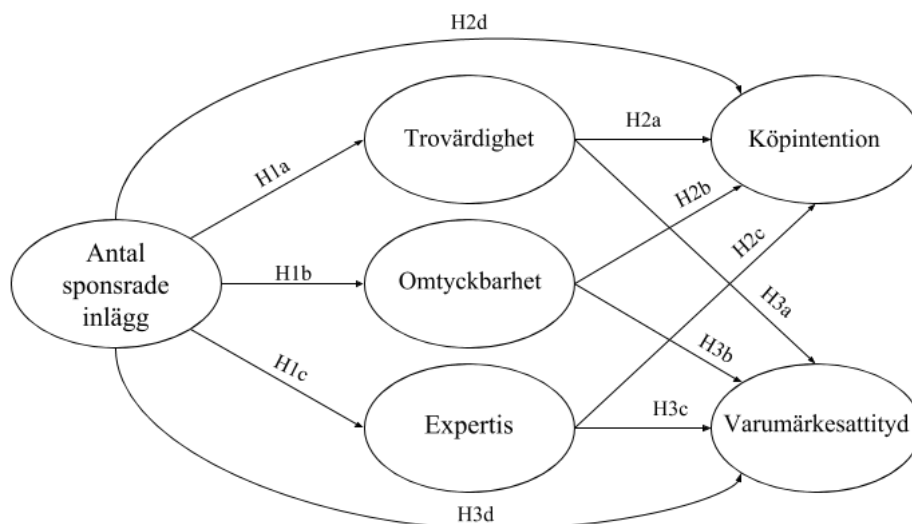 H2d
Trovärdighet
H2a
Köpintention
H1a
H2b
H2c
Antal
sponsrade
inlägg
H1b
Omtyckbarhet
H3a
H3b
H1c
Expertis
H3c
Varumärkesattityd
H3d